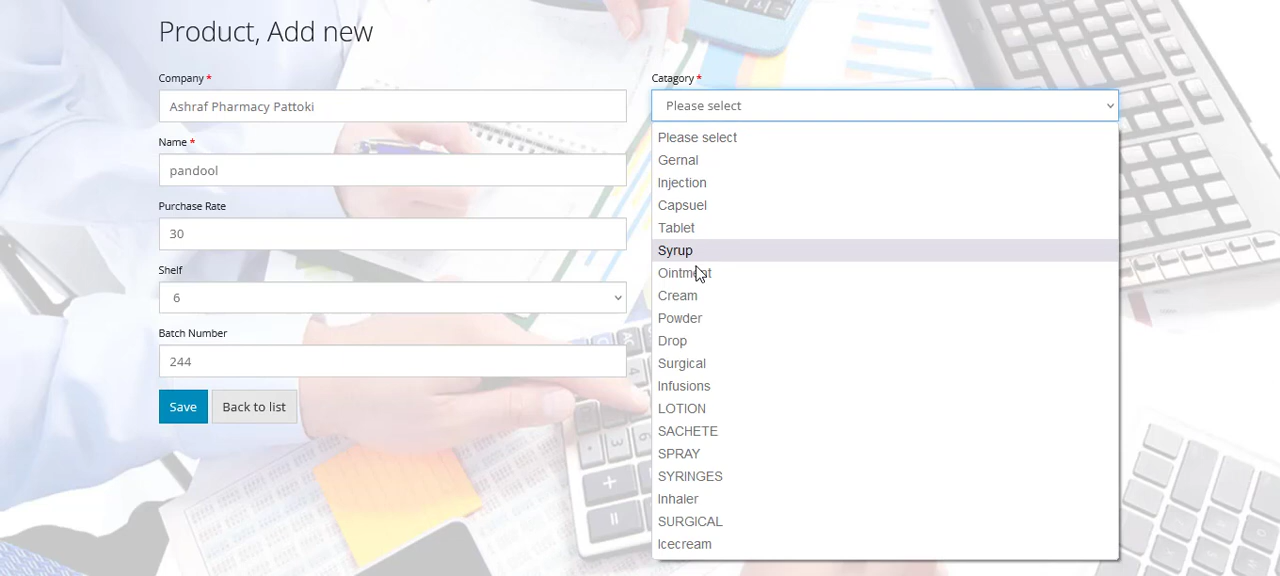 Product, Add new
Company *
Ashraf Pharmacy Pattoki
Name *
pandool
Purchase Rate
30
Shelf
6
Batch Number
244
Save
Back to list
Catagory *
Please select
Please select
Gernal
Injection
Capsuel
Tablet
Syrup
Ointment
Cream
Powder
Drop
Surgical
Infusions
LOTION
SACHETE
SPRAY
SYRINGES
Inhaler
SURGICAL
Icecream